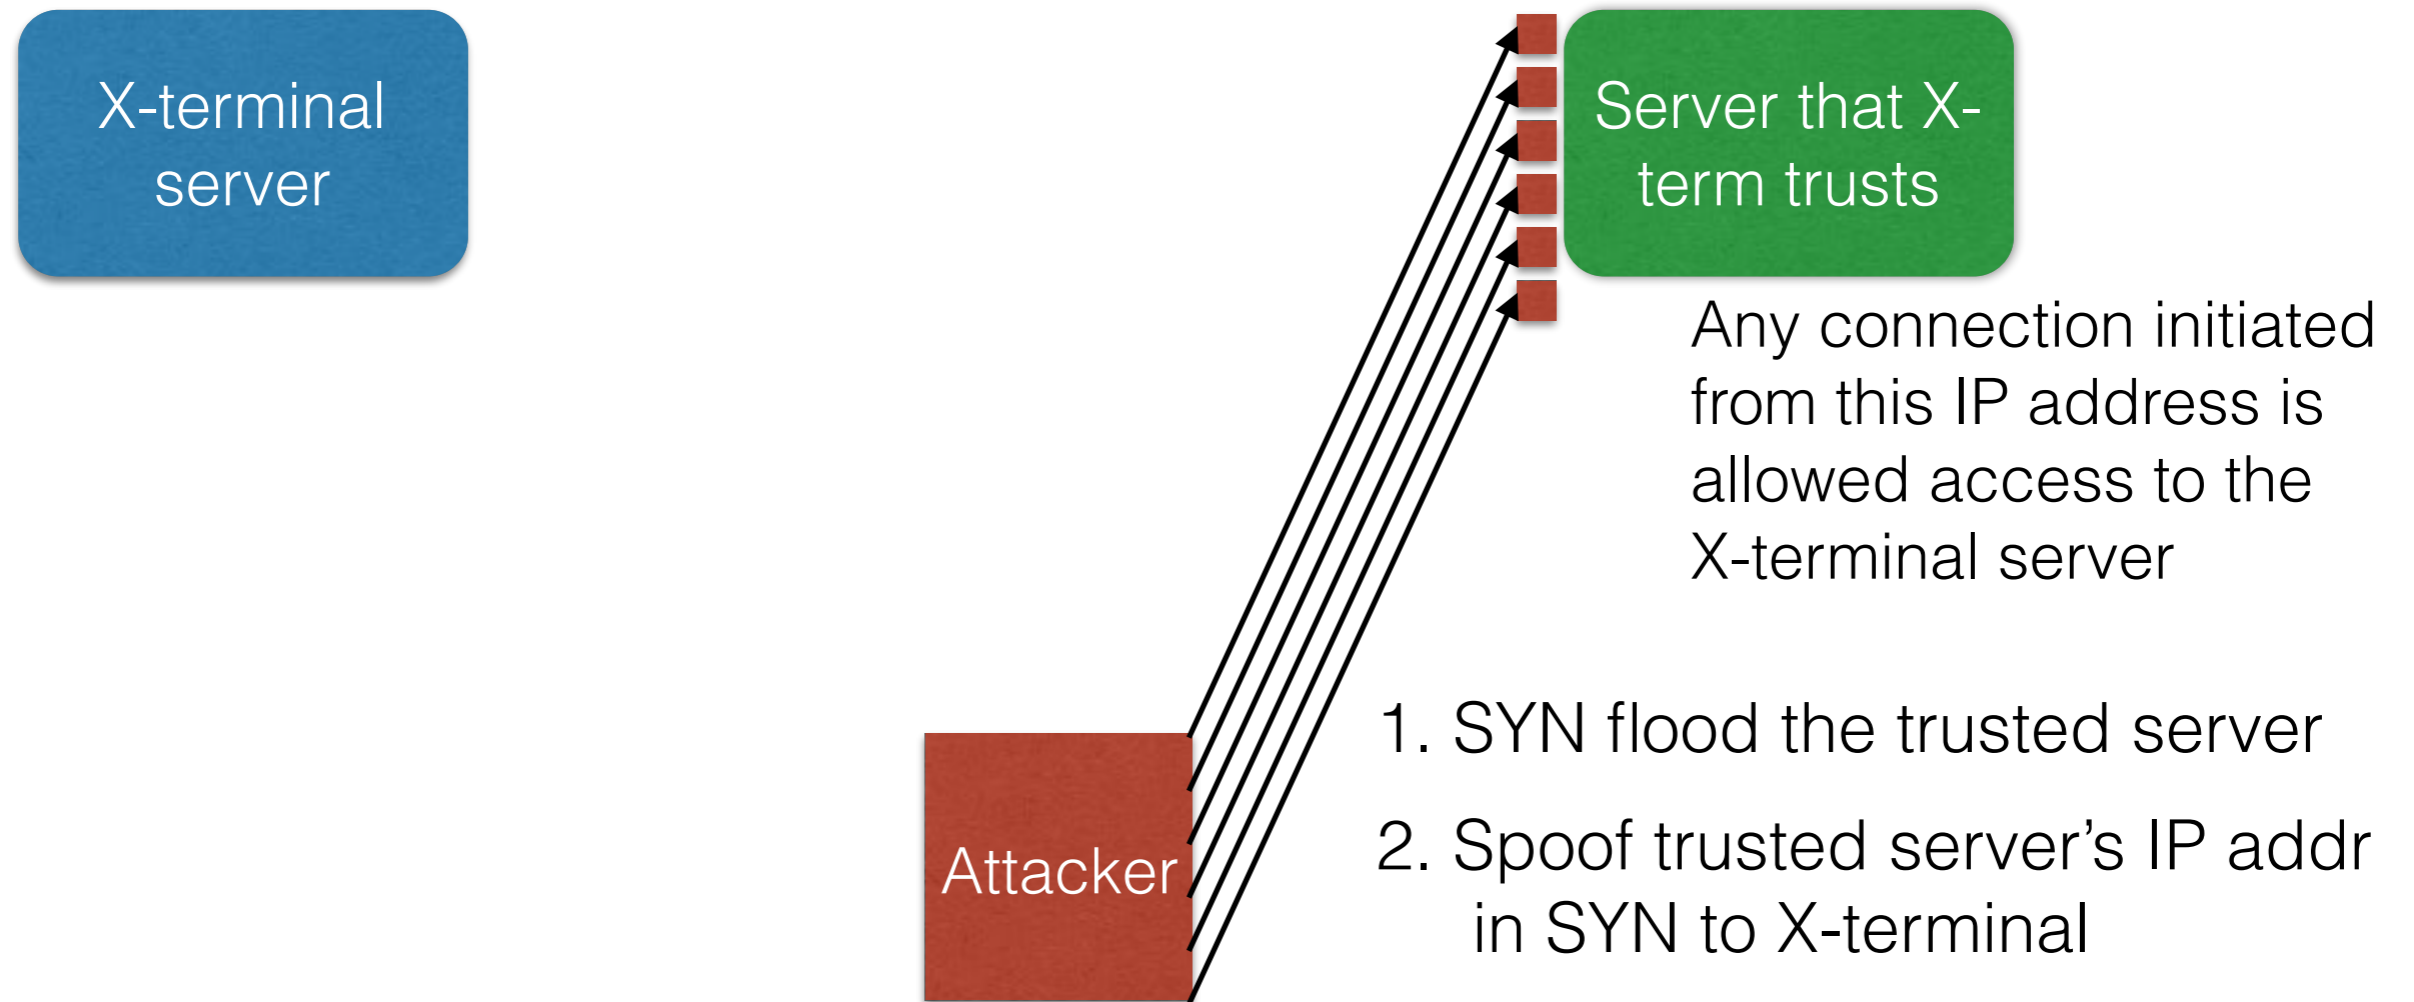 X-terminal
server
Server that X-
term trusts
Any connection initiated
from this IP address is
allowed access to the
X-terminal server
Attacker
1. SYN flood the trusted server
2. Spoof trusted server’s IP addr
in SYN to X-terminal